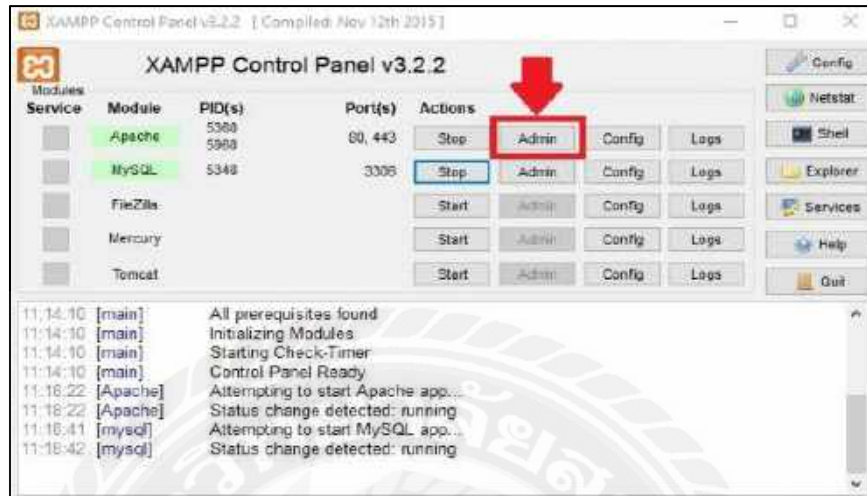 XAMPP Control Panel v3.2.2 [ Compiled: Nov 12th 2015 ]
XAMPP Control Panel v3.2.2
Config
Modules
Service Module PID(s) Port(s) Actions
Netstat
Apache 5368 5968 80, 443 Stop Admin Config Logs
Shell
MySQL 5348 3306 Stop Admin Config Logs
Explorer
FileZilla Start Admin Config Logs
Services
Mercury Start Admin Config Logs
Help
Tomcat Start Admin Config Logs
Quit
11:14:10 [main] All prerequisites found
11:14:10 [main] Initializing Modules
11:14:10 [main] Starting Check-Timer
11:14:10 [main] Control Panel Ready
11:18:22 [Apache] Attempting to start Apache app...
11:18:22 [Apache] Status change detected: running
11:18:41 [mysql] Attempting to start MySQL app...
11:18:42 [mysql] Status change detected: running